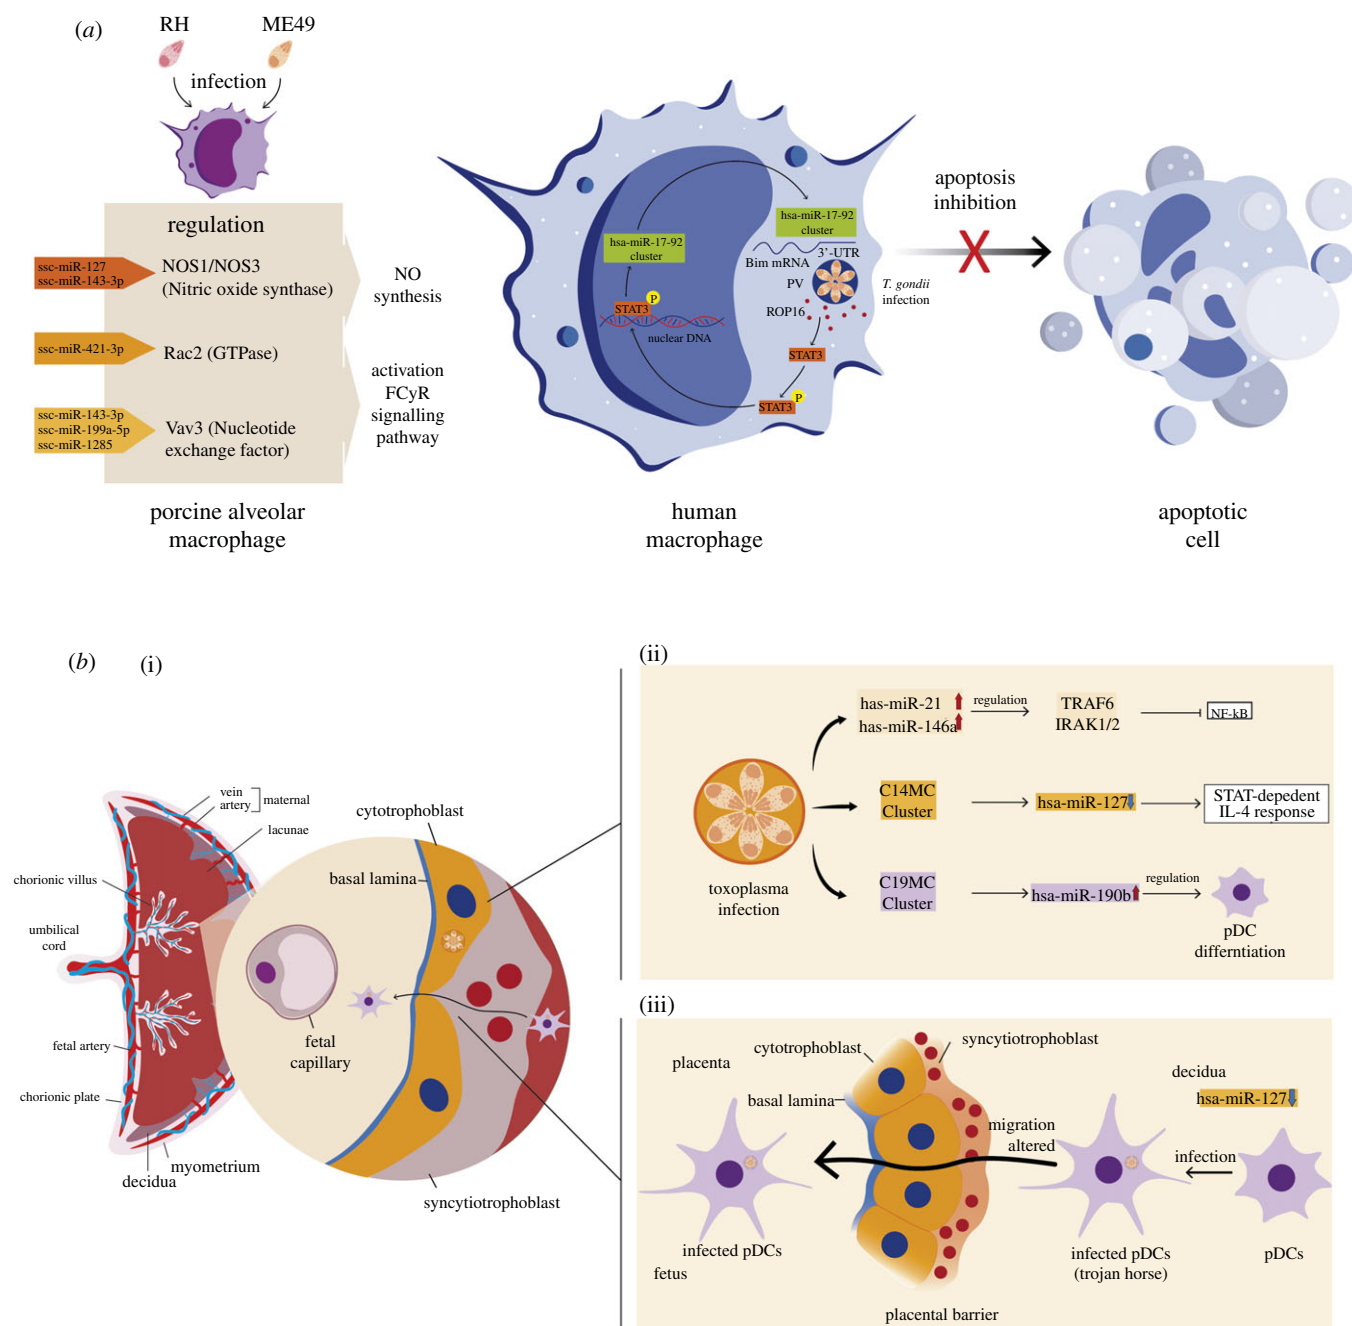 (a)
RH
ME49
infection
regulation
ssc-miR-127
ssc-miR-143-3p
NOS1/NOS3
(Nitric oxide synthase)
NO
synthesis
ssc-miR-421-3p
Rac2 (GTPase)
activation
FCyR
signalling
pathway
ssc-miR-143-3p
ssc-miR-199a-5p
ssc-miR-1285
Vav3 (Nucleotide
exchange factor)
porcine alveolar
macrophage
hsa-miR-17-92
cluster
STAT3
P
nuclear DNA
hsa-miR-17-92
cluster
3'-UTR
Bim mRNA
PV
ROP16
STAT3
STAT3
P
T. gondii
infection
human
macrophage
apoptosis
inhibition
X
apoptotic
cell
(b)
(i)
vein
artery
maternal
lacunae
chorionic villus
umbilical
cord
fetal artery
chorionic plate
decidua
myometrium
cytotrophoblast
basal lamina
fetal
capillary
syncytiotrophoblast
(ii)
toxoplasma
infection
has-miR-21
has-miR-146a
regulation
TRAF6
IRAK1/2
NF-kB
C14MC
Cluster
hsa-miR-127
STAT-depedent
IL-4 response
C19MC
Cluster
hsa-miR-190b
regulation
pDC
differntiation
(iii)
placenta
cytotrophoblast
syncytiotrophoblast
basal lamina
decidua
hsa-miR-127
migration
altered
infection
infected pDCs
fetus
infected pDCs
(trojan horse)
pDCs
placental barrier